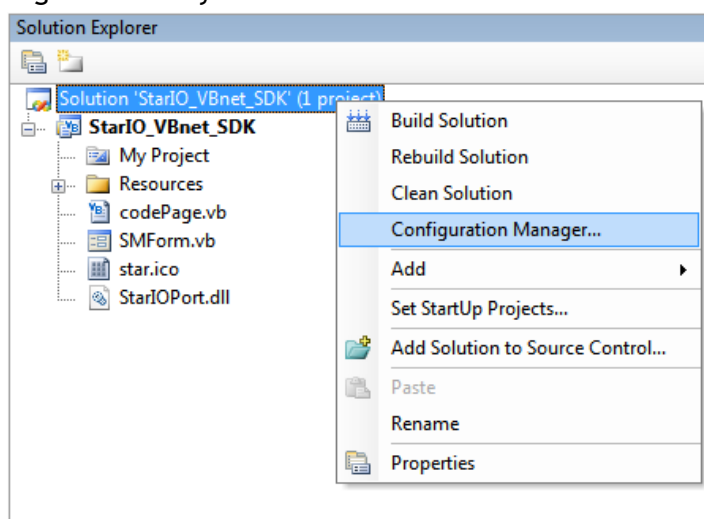 Solution Explorer
Solution 'StarIO_VBnet_SDK' (1 project)
StarIO_VBnet_SDK
My Project
Resources
codePage.vb
SMForm.vb
star.ico
StarIOPort.dll
Build Solution
Rebuild Solution
Clean Solution
Configuration Manager...
Add
Set StartUp Projects...
Add Solution to Source Control...
Paste
Rename
Properties